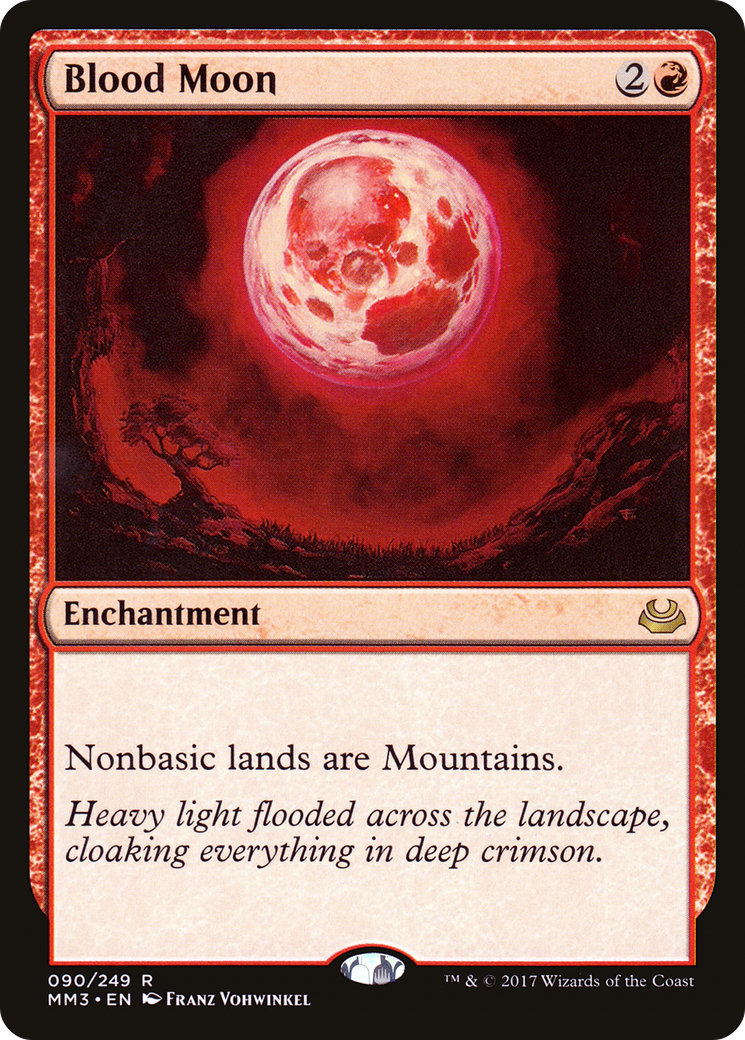 Blood Moon 2
Enchantment
Nonbasic lands are Mountains.
Heavy light flooded across the landscape,
cloaking everything in deep crimson.
090/249 R
MM3 • EN Franz Vohwinkel
™ & © 2017 Wizards of the Coast